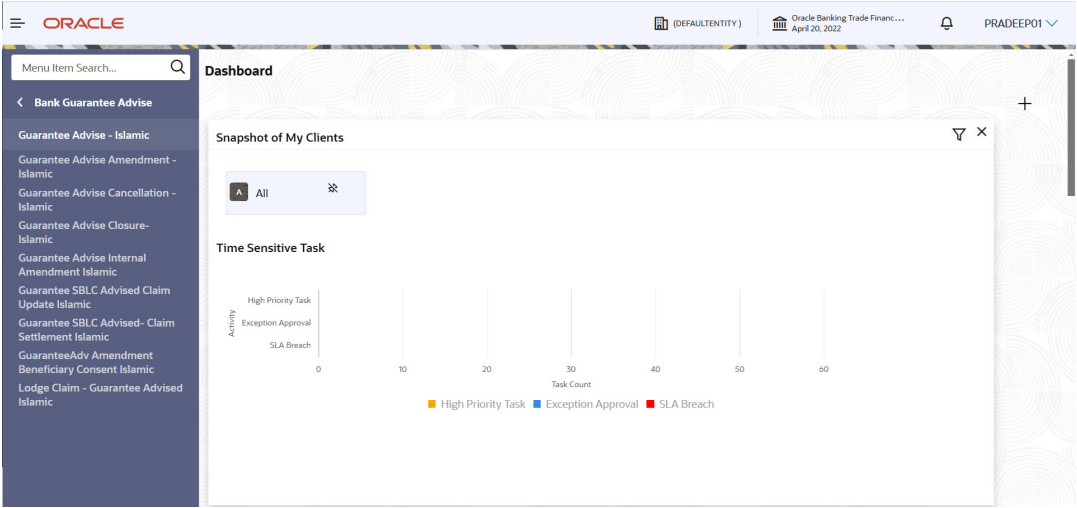 ORACLE
(DEFAULTENTITY )
Oracle Banking Trade Financ...
April 20, 2022
PRADEEP01
Menu Item Search...
Bank Guarantee Advise
Guarantee Advise - Islamic
Guarantee Advise Amendment -
Islamic
Guarantee Advise Cancellation -
Islamic
Guarantee Advise Closure-
Islamic
Guarantee Advise Internal
Amendment Islamic
Guarantee SBLC Advised Claim
Update Islamic
Guarantee SBLC Advised- Claim
Settlement Islamic
GuaranteeAdv Amendment
Beneficiary Consent Islamic
Lodge Claim - Guarantee Advised
Islamic
Dashboard
Snapshot of My Clients
A All
Time Sensitive Task
Activity
High Priority Task
Exception Approval
SLA Breach
0 10 20 30 40 50 60
Task Count
High Priority Task Exception Approval SLA Breach